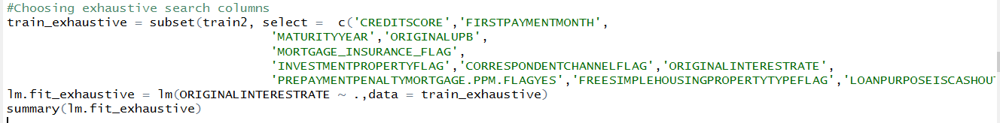 #Choosing exhaustive search columns
train_exhaustive = subset(train2, select =  c('CREDITSCORE','FIRSTPAYMENTMONTH',
'MATURITYYEAR','ORIGINALUPB',
'MORTGAGE_INSURANCE_FLAG',
'INVESTMENTPROPERTYFLAG','CORRESPONDENTCHANNELFLAG','ORIGINALINTERESTRATE',
'PREPAYMENTPENALTYMORTGAGE.PPM.FLAGYES','FREESIMPLEHOUSINGPROPERTYTYPEFLAG','LOANPURPOSEISCASHOUT
lm.fit_exhaustive = lm(ORIGINALINTERESTRATE ~ .,data = train_exhaustive)
summary(lm.fit_exhaustive)